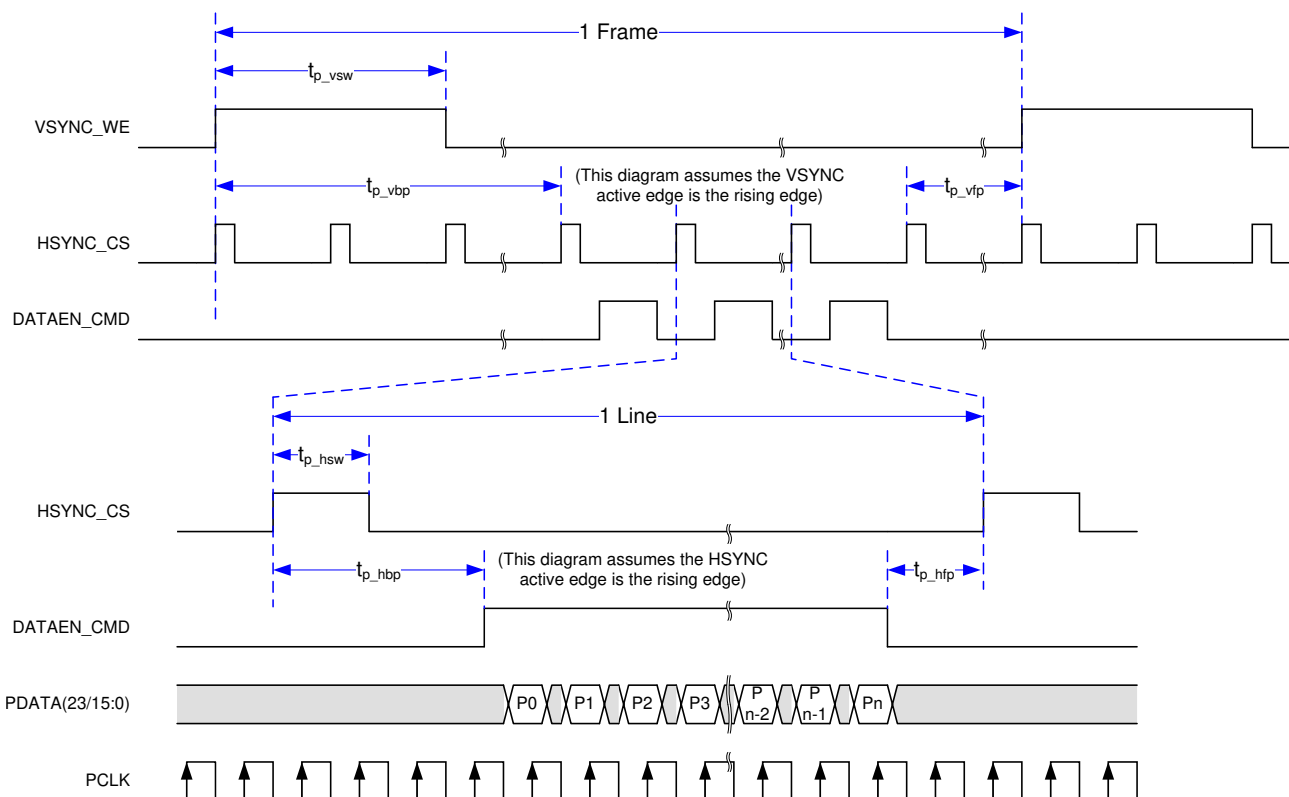 1 Frame
tp_vsw
VSYNC_WE
tp_vbp
(This diagram assumes the VSYNC
active edge is the rising edge)
tp_vfp
HSYNC_CS
DATAEN_CMD
1 Line
tp_hsw
HSYNC_CS
tp_hbp
(This diagram assumes the HSYNC
active edge is the rising edge)
tp_hfp
DATAEN_CMD
PDATA(23/15:0)
P0
P1
P2
P3
P
n-2
P
n-1
Pn
PCLK